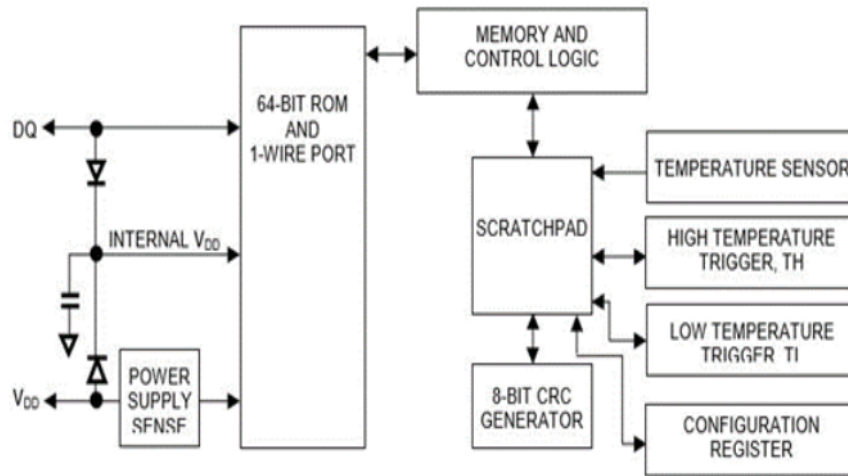 MEMORY AND
CONTROL LOGIC
64-BIT ROM
AND
1-WIRE PORT
DQ
INTERNAL VDD
VDD
POWER
SUPPLY
SENSE
SCRATCHPAD
8-BIT CRC
GENERATOR
TEMPERATURE SENSOR
HIGH TEMPERATURE
TRIGGER, TH
LOW TEMPERATURE
TRIGGER, TL
CONFIGURATION
REGISTER